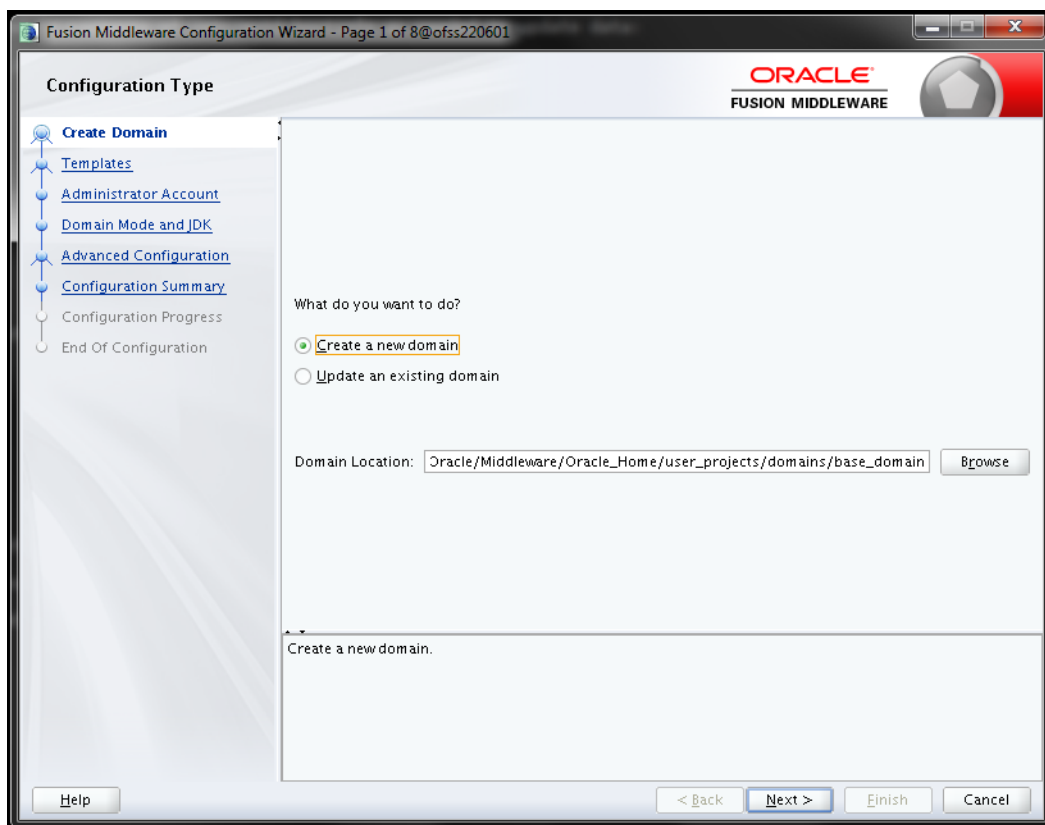 Fusion Middleware Configuration Wizard - Page 1 of 8@ofss220601
Configuration Type
ORACLE
FUSION MIDDLEWARE
Create Domain
Templates
Administrator Account
Domain Mode and JDK
Advanced Configuration
Configuration Summary
Configuration Progress
End Of Configuration
What do you want to do?
Create a new domain
Update an existing domain
Domain Location: Oracle/Middleware/Oracle_Home/user_projects/domains/base_domain Browse
Create a new domain.
Help < Back Next > Finish Cancel